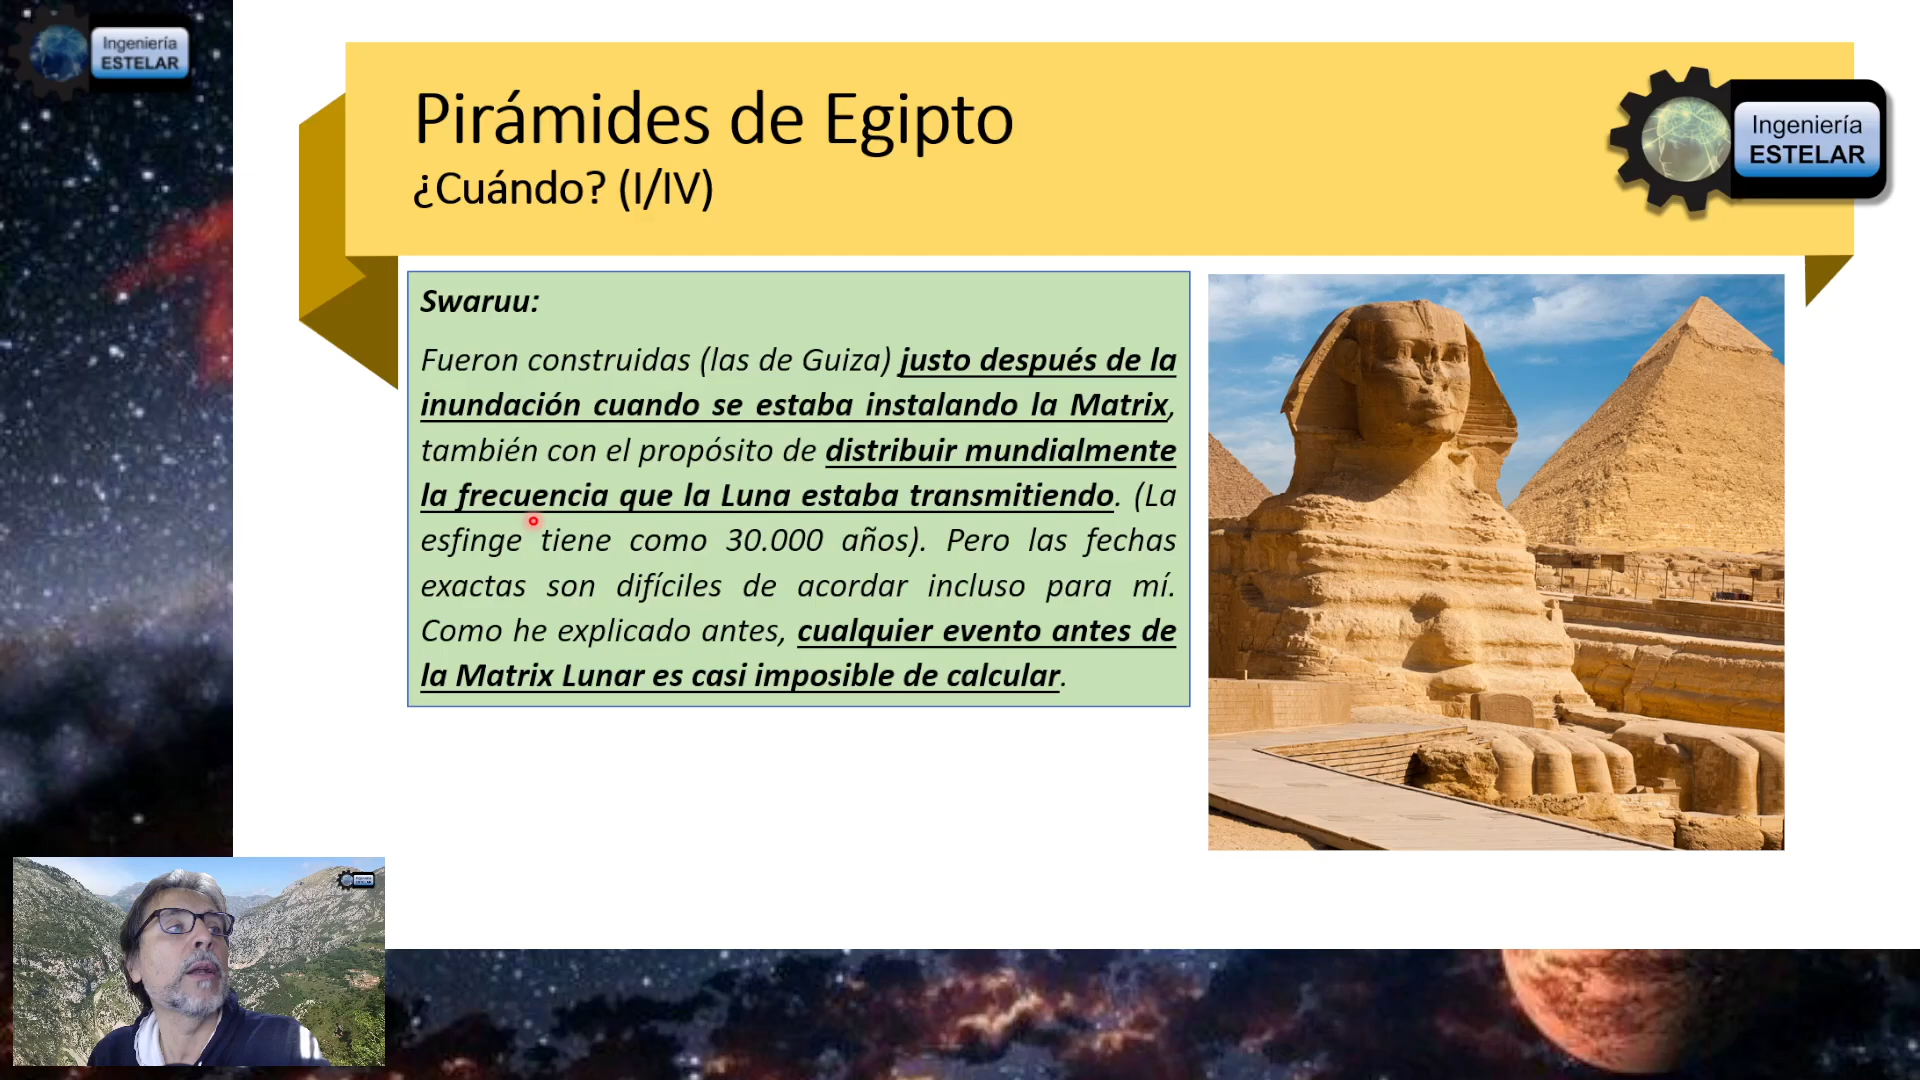 Ingeniería
ESTELAR
Pirámides de Egipto
¿Cuándo? (I/IV)
Ingeniería
ESTELAR
Swaruu:
Fueron construidas (las de Guiza) justo después de la
inundación cuando se estaba instalando la Matrix,
también con el propósito de distribuir mundialmente
la frecuencia que la Luna estaba transmitiendo. (La
esfinge tiene como 30.000 años). Pero las fechas
exactas son difíciles de acordar incluso para mí.
Como he explicado antes, cualquier evento antes de
la Matrix Lunar es casi imposible de calcular.